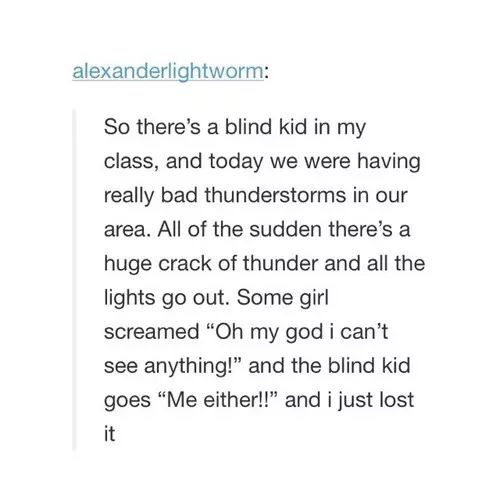 alexanderlightworm:
So there’s a blind kid in my
class, and today we were having
really bad thunderstorms in our
area. All of the sudden there’s a
huge crack of thunder and all the
lights go out. Some girl
screamed “Oh my god i can’t
see anything!” and the blind kid
goes “Me either!!” and i just lost
it